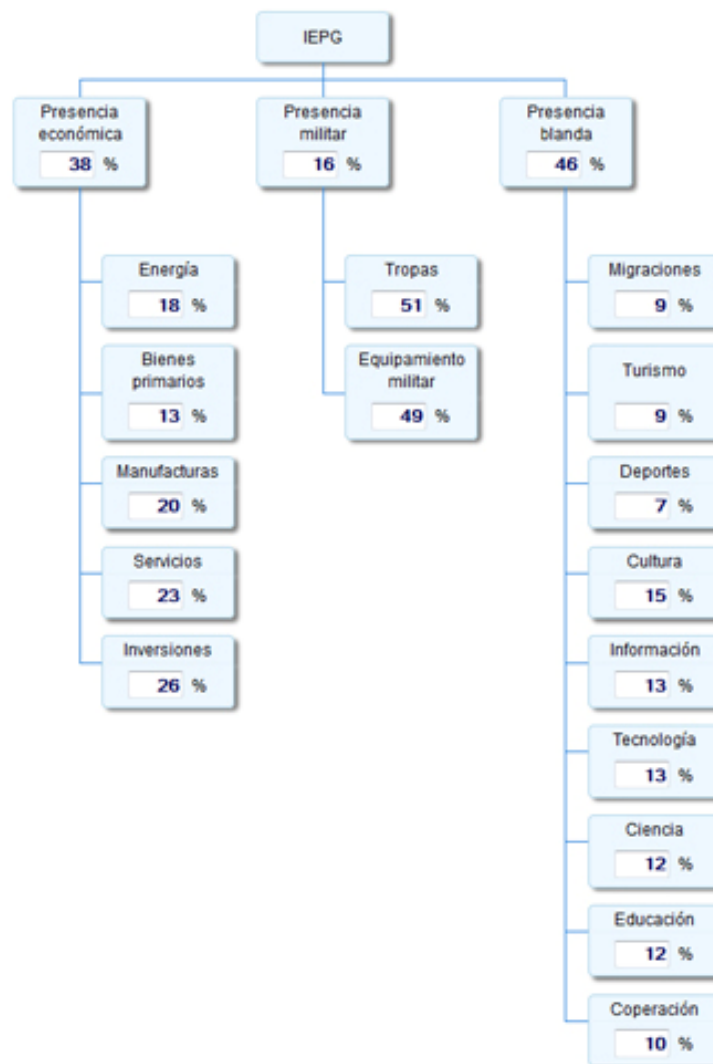 IEPG
Presencia
económica
38 %
Presencia
militar
16 %
Presencia
blanda
46 %
Energía
18 %
Bienes
primarios
13 %
Manufacturas
20 %
Servicios
23 %
Inversiones
26 %
Tropas
51 %
Equipamiento
militar
49 %
Migraciones
9 %
Turismo
9 %
Deportes
7 %
Cultura
15 %
Información
13 %
Tecnología
13 %
Ciencia
12 %
Educación
12 %
Coperación
10 %